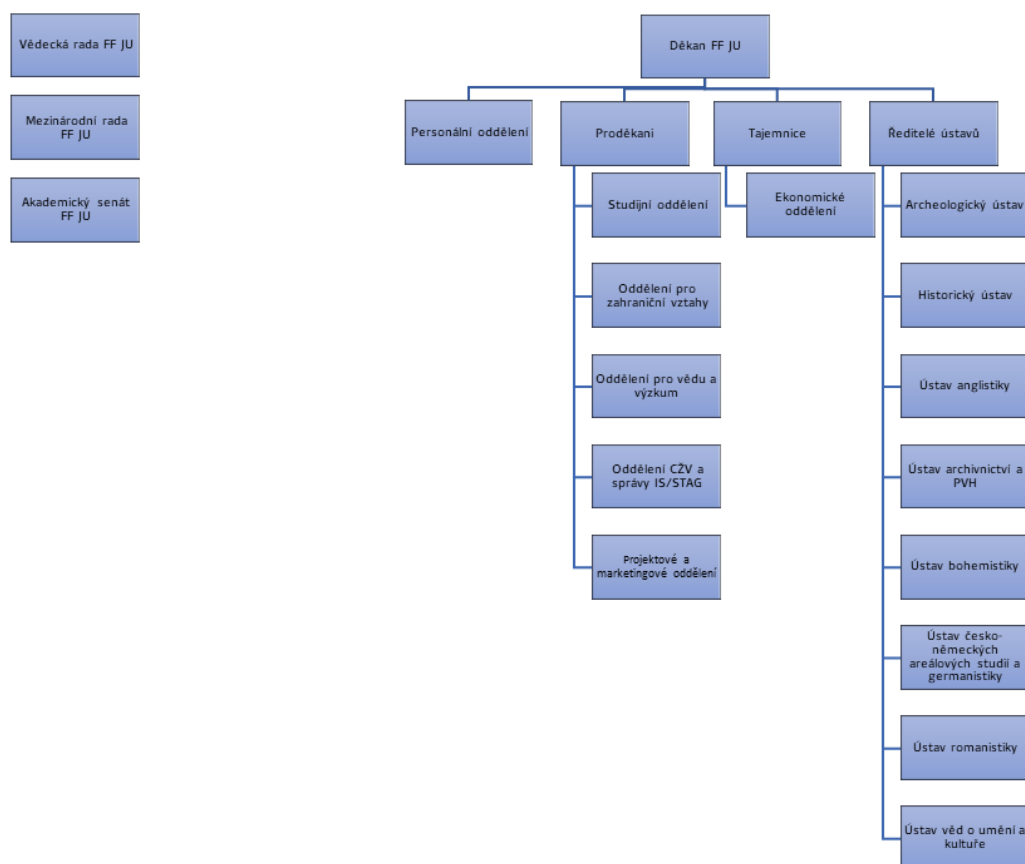 Vědecká rada FF JU
Mezinárodní rada
FF JU
Akademický senát
FF JU
Děkan FF JU
Personální oddělení
Proděkani
Tajemnice
Ředitelé ústavů
Studijní oddělení
Oddělení pro
zahraniční vztahy
Oddělení pro vědu a
výzkum
Oddělení CŽV a
správy IS/STAG
Projektové a
marketingové oddělení
Ekonomické
oddělení
Archeologický ústav
Historický ústav
Ústav anglistiky
Ústav archivnictví a
PVH
Ústav bohemistiky
Ústav česko-
německých
areálových studií a
germanistiky
Ústav romanistiky
Ústav věd o umění a
kultuře